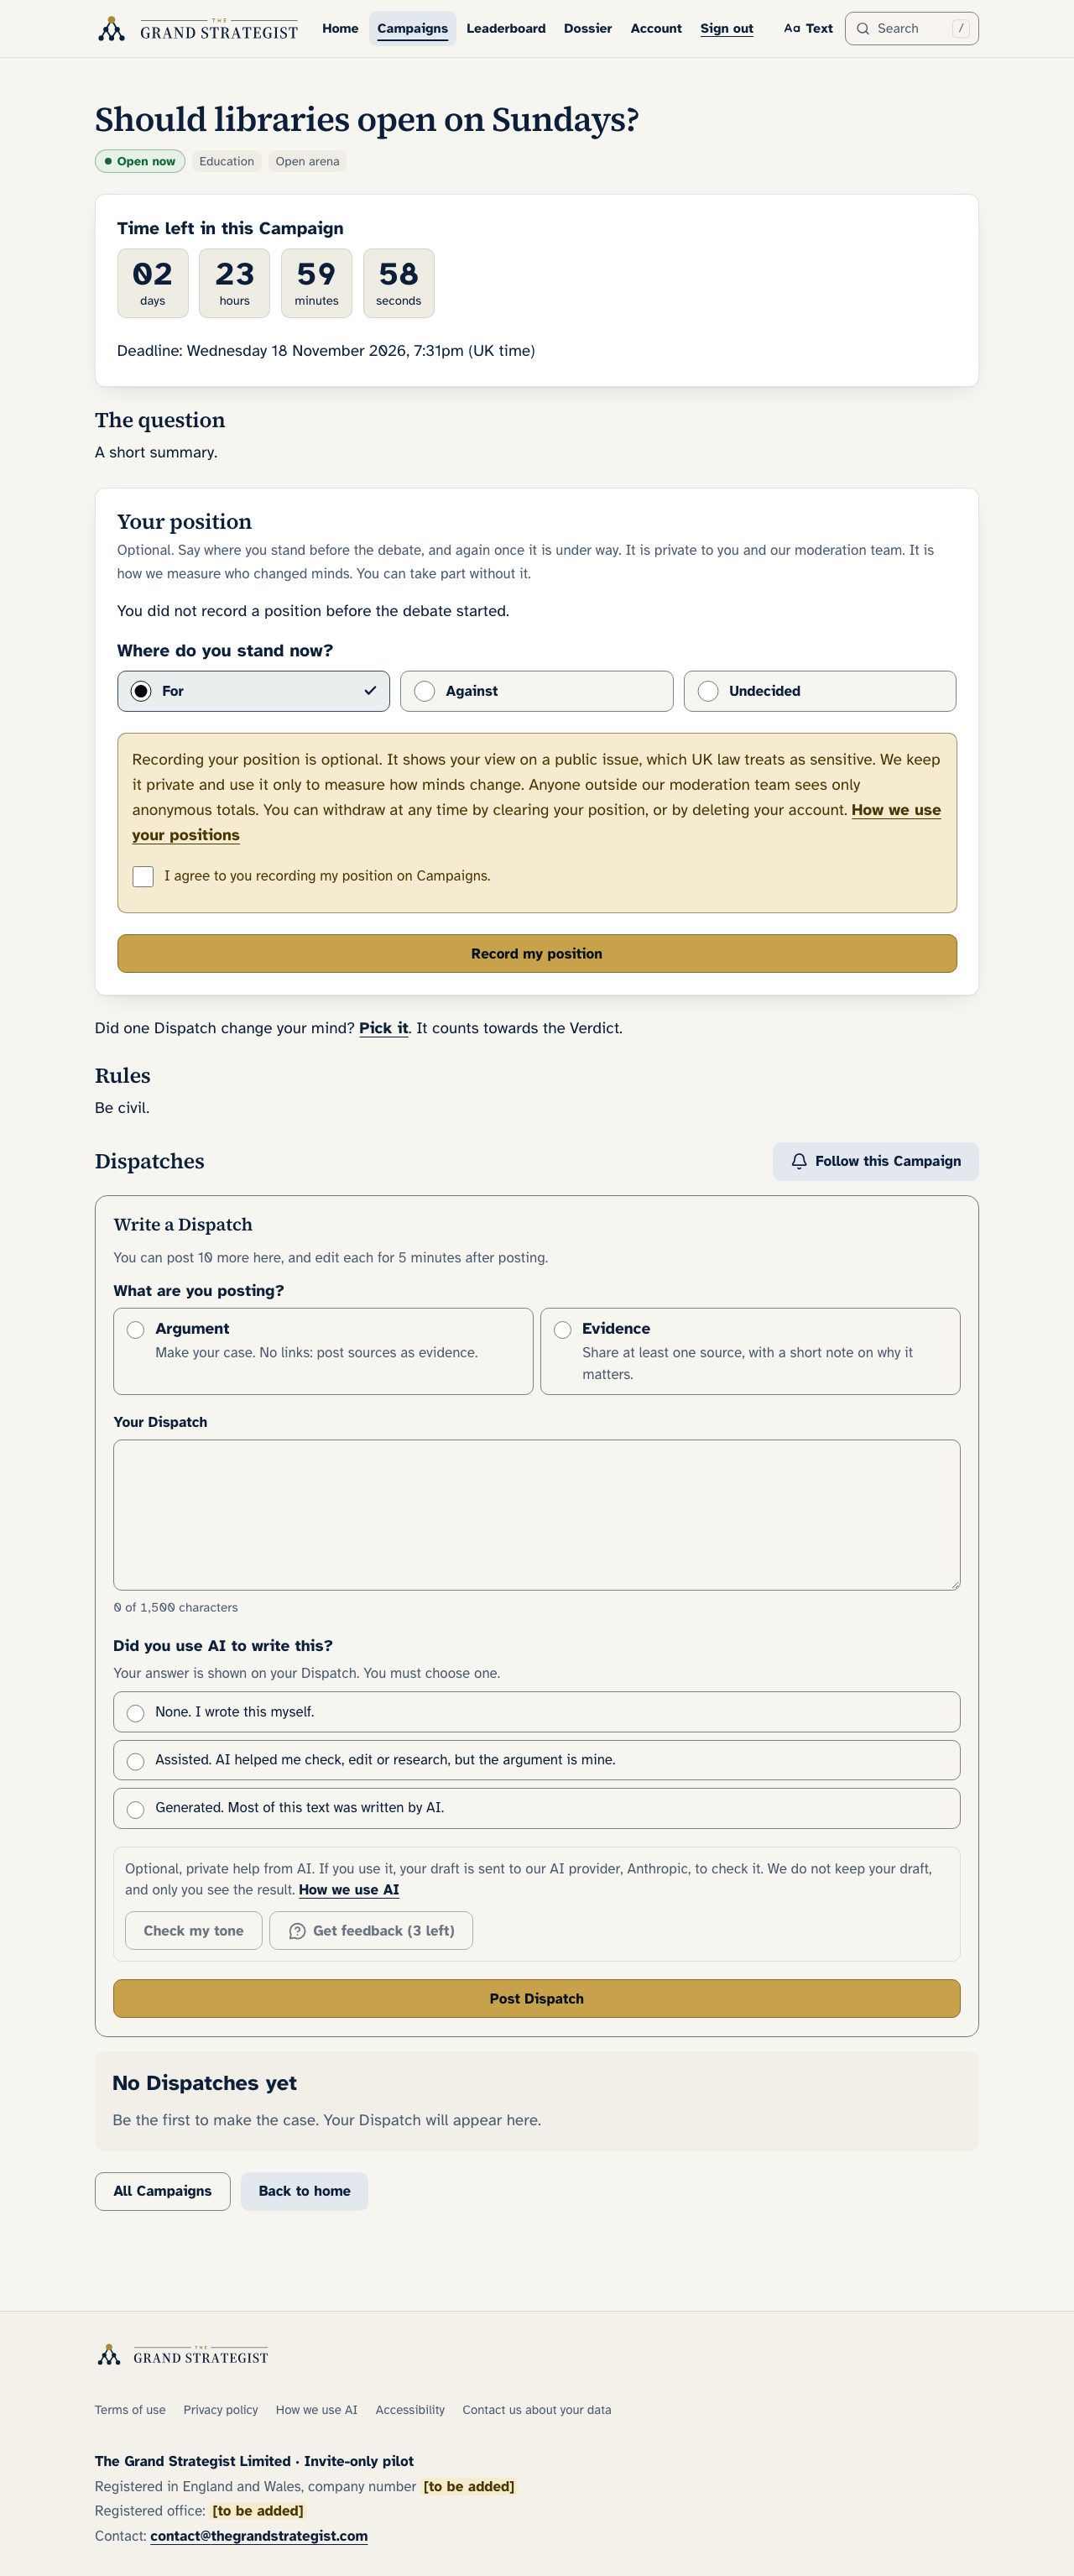 THE
GRAND STRATEGIST
Home
Campaigns
Leaderboard
Dossier
Account
Sign out
Aa Text
Search
/
Should libraries open on Sundays?
Open now
Education
Open arena
Time left in this Campaign
02
days
23
hours
59
minutes
58
seconds
Deadline: Wednesday 18 November 2026, 7:31pm (UK time)
The question
A short summary.
Your position
Optional. Say where you stand before the debate, and again once it is under way. It is private to you and our moderation team. It is
how we measure who changed minds. You can take part without it.
You did not record a position before the debate started.
Where do you stand now?
For
Against
Undecided
Recording your position is optional. It shows your view on a public issue, which UK law treats as sensitive. We keep
it private and use it only to measure how minds change. Anyone outside our moderation team sees only
anonymous totals. You can withdraw at any time by clearing your position, or by deleting your account. How we use
your positions
I agree to you recording my position on Campaigns.
Record my position
Did one Dispatch change your mind? Pick it. It counts towards the Verdict.
Rules
Be civil.
Dispatches
Follow this Campaign
Write a Dispatch
You can post 10 more here, and edit each for 5 minutes after posting.
What are you posting?
Argument
Make your case. No links: post sources as evidence.
Evidence
Share at least one source, with a short note on why it
matters.
Your Dispatch
0 of 1,500 characters
Did you use AI to write this?
Your answer is shown on your Dispatch. You must choose one.
None. I wrote this myself.
Assisted. AI helped me check, edit or research, but the argument is mine.
Generated. Most of this text was written by AI.
Optional, private help from AI. If you use it, your draft is sent to our AI provider, Anthropic, to check it. We do not keep your draft,
and only you see the result. How we use AI
Check my tone
Get feedback (3 left)
Post Dispatch
No Dispatches yet
Be the first to make the case. Your Dispatch will appear here.
All Campaigns
Back to home
THE
GRAND STRATEGIST
Terms of use
Privacy policy
How we use AI
Accessibility
Contact us about your data
The Grand Strategist Limited · Invite-only pilot
Registered in England and Wales, company number [to be added]
Registered office: [to be added]
Contact: contact@thegrandstrategist.com